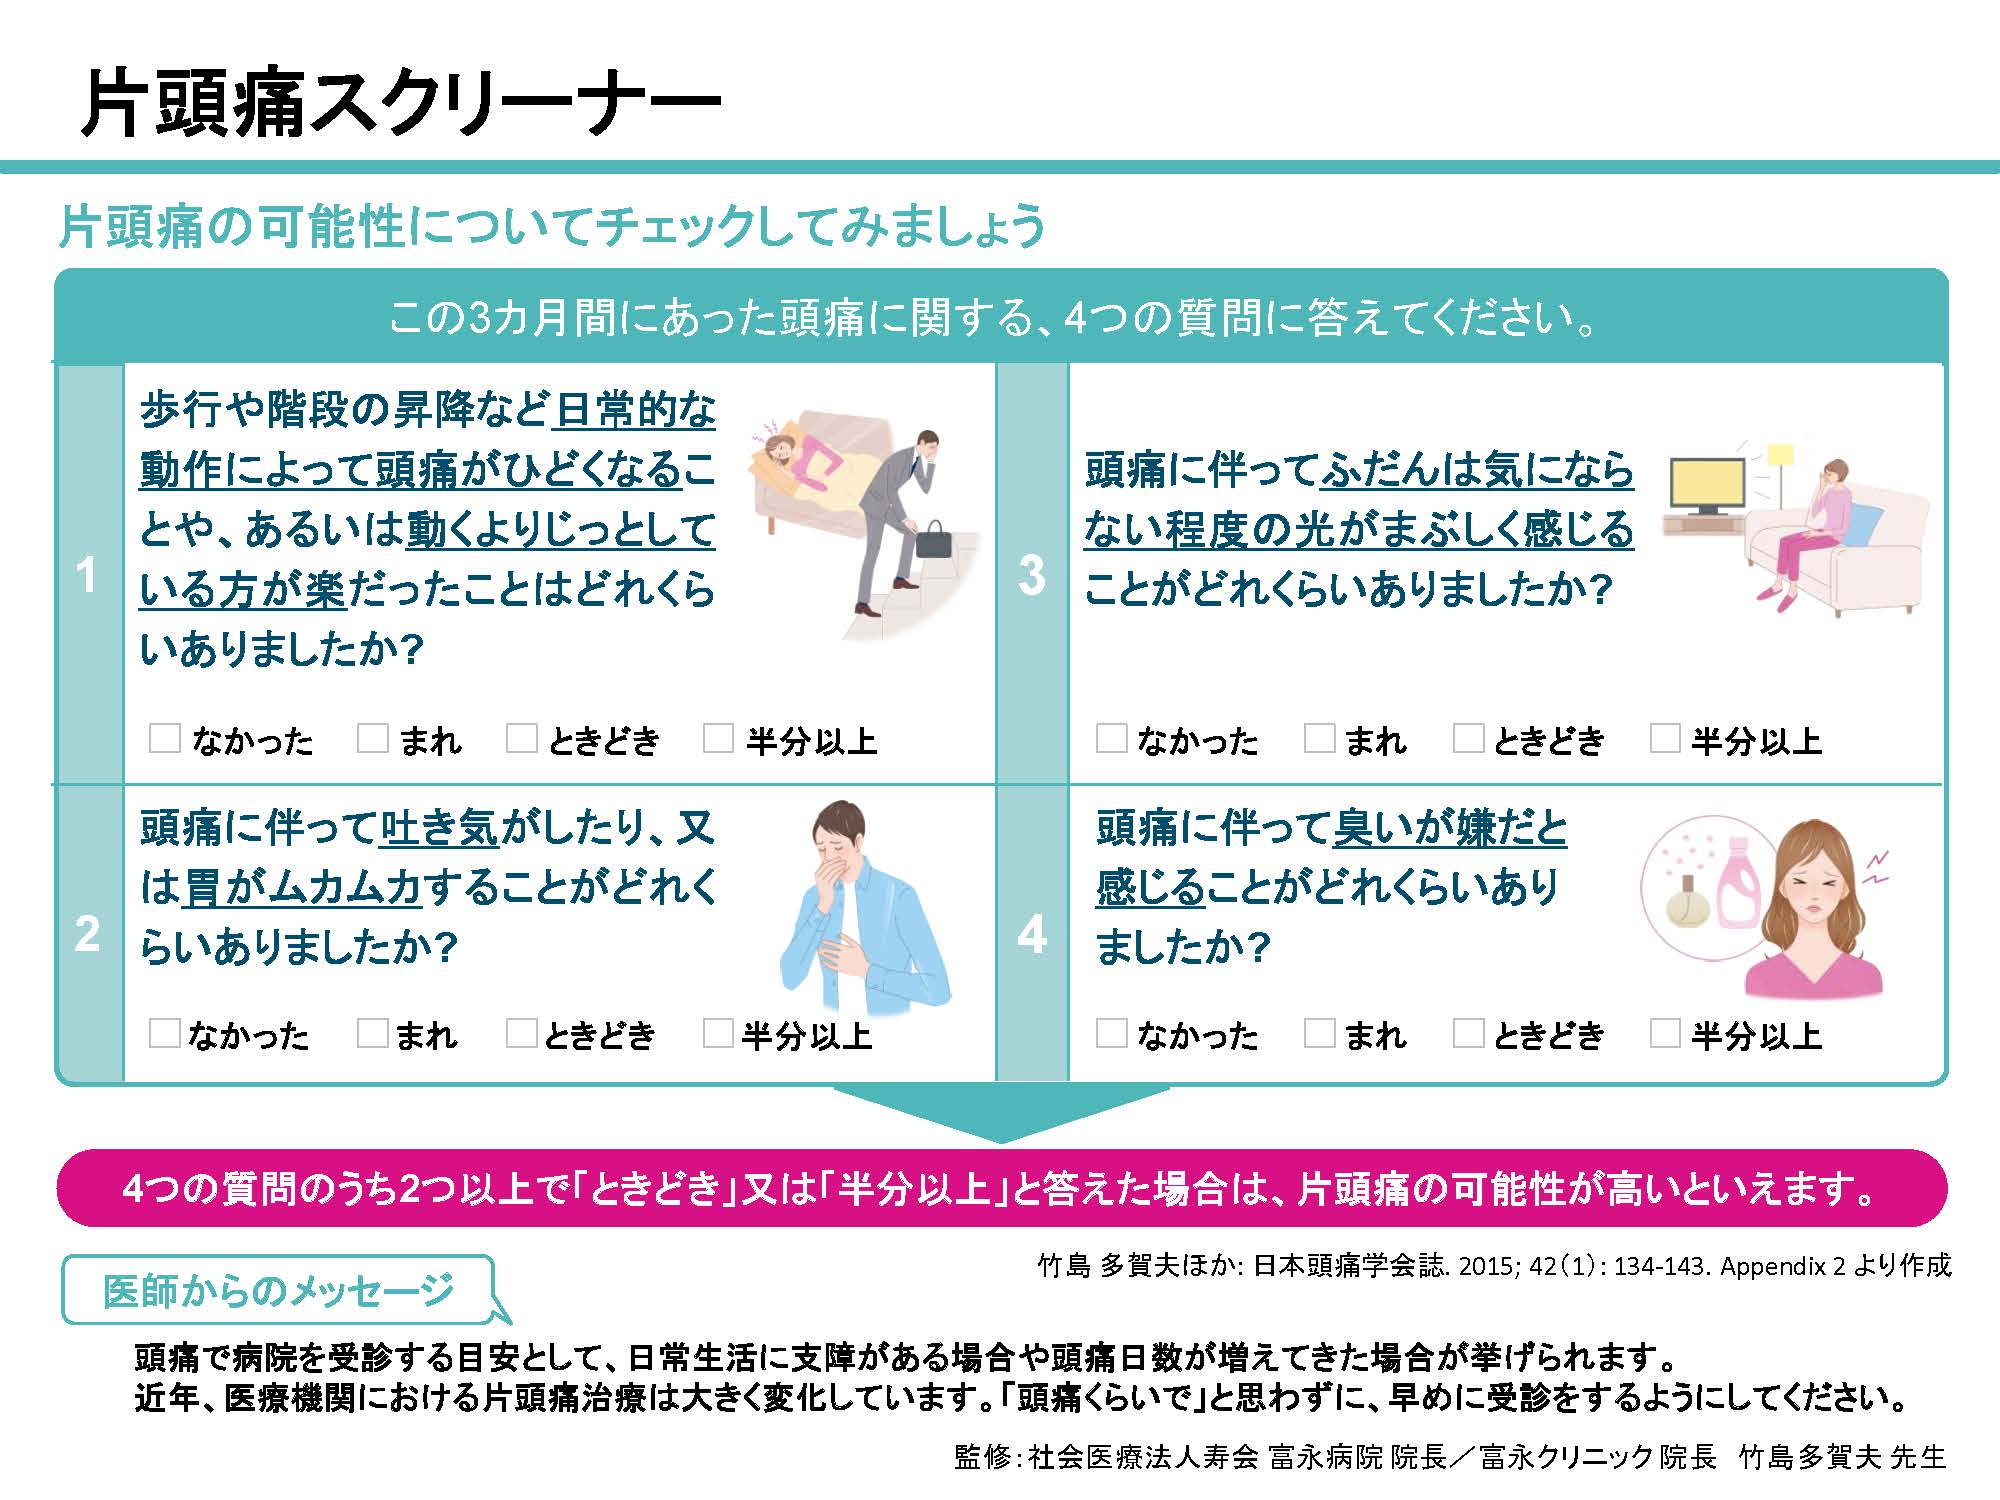 片頭痛スクリーナー
片頭痛の可能性についてチェックしてみましょう
この3カ月間にあった頭痛に関する、4つの質問に答えてください。
1
歩行や階段の昇降など日常的な
動作によって頭痛がひどくなるこ
とや、あるいは動くよりじっとして
いる方が楽だったことはどれくら
いありましたか?
なかった まれ ときどき 半分以上
2
頭痛に伴って吐き気がしたり、又
は胃がムカムカすることがどれく
らいありましたか?
なかった まれ ときどき 半分以上
3
頭痛に伴ってふだんは気になら
ない程度の光がまぶしく感じる
ことがどれくらいありましたか?
なかった まれ ときどき 半分以上
4
頭痛に伴って臭いが嫌だと
感じることがどれくらいあり
ましたか?
なかった まれ ときどき 半分以上
4つの質問のうち2つ以上で「ときどき」又は「半分以上」と答えた場合は、片頭痛の可能性が高いといえます。
竹島 多賀夫ほか: 日本頭痛学会誌. 2015; 42(1): 134-143. Appendix 2 より作成
医師からのメッセージ
頭痛で病院を受診する目安として、日常生活に支障がある場合や頭痛日数が増えてきた場合が挙げられます。
近年、医療機関における片頭痛治療は大きく変化しています。「頭痛くらいで」と思わずに、早めに受診をするようにしてください。
監修:社会医療法人寿会 富永病院 院長/富永クリニック 院長 竹島多賀夫 先生